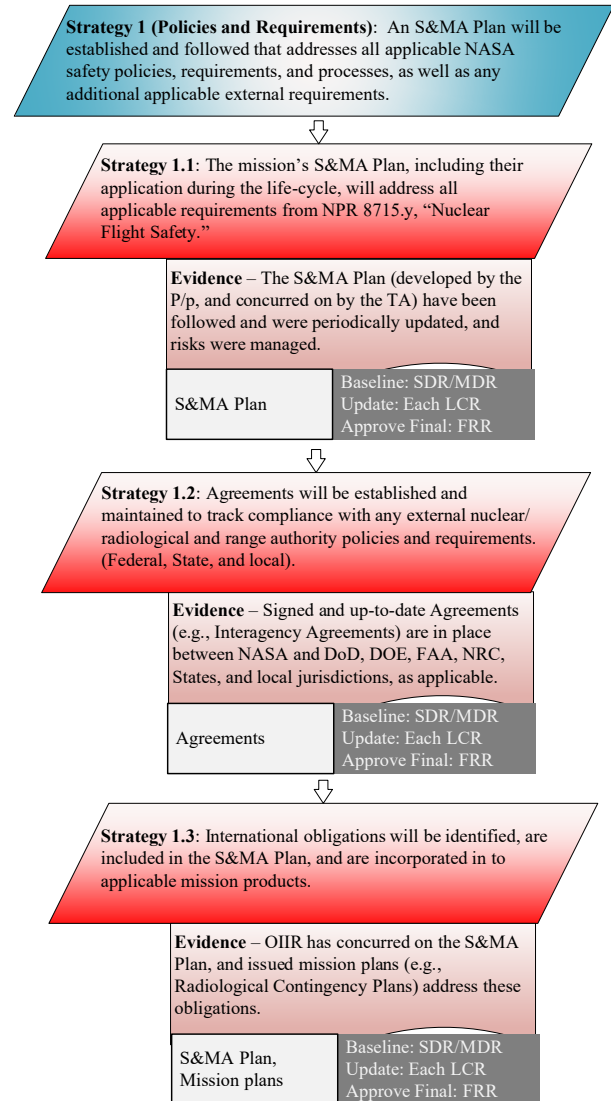 Strategy 1 (Policies and Requirements): An S&MA Plan will be
established and followed that addresses all applicable NASA
safety policies, requirements, and processes, as well as any
additional applicable external requirements.
Strategy 1.1: The mission's S&MA Plan, including their
application during the life-cycle, will address all
applicable requirements from NPR 8715.y, “Nuclear
Flight Safety.”
Evidence – The S&MA Plan (developed by the
P/p, and concurred on by the TA) have been
followed and were periodically updated, and
risks were managed.
S&MA Plan
Baseline: SDR/MDR
Update: Each LCR
Approve Final: FRR
Strategy 1.2: Agreements will be established and
maintained to track compliance with any external nuclear/
radiological and range authority policies and requirements.
(Federal, State, and local).
Evidence – Signed and up-to-date Agreements
(e.g., Interagency Agreements) are in place
between NASA and DoD, DOE, FAA, NRC,
States, and local jurisdictions, as applicable.
Agreements
Baseline: SDR/MDR
Update: Each LCR
Approve Final: FRR
Strategy 1.3: International obligations will be identified, are
included in the S&MA Plan, and are incorporated in to
applicable mission products.
Evidence – OIIR has concurred on the S&MA
Plan, and issued mission plans (e.g.,
Radiological Contingency Plans) address these
obligations.
S&MA Plan,
Mission plans
Baseline: SDR/MDR
Update: Each LCR
Approve Final: FRR